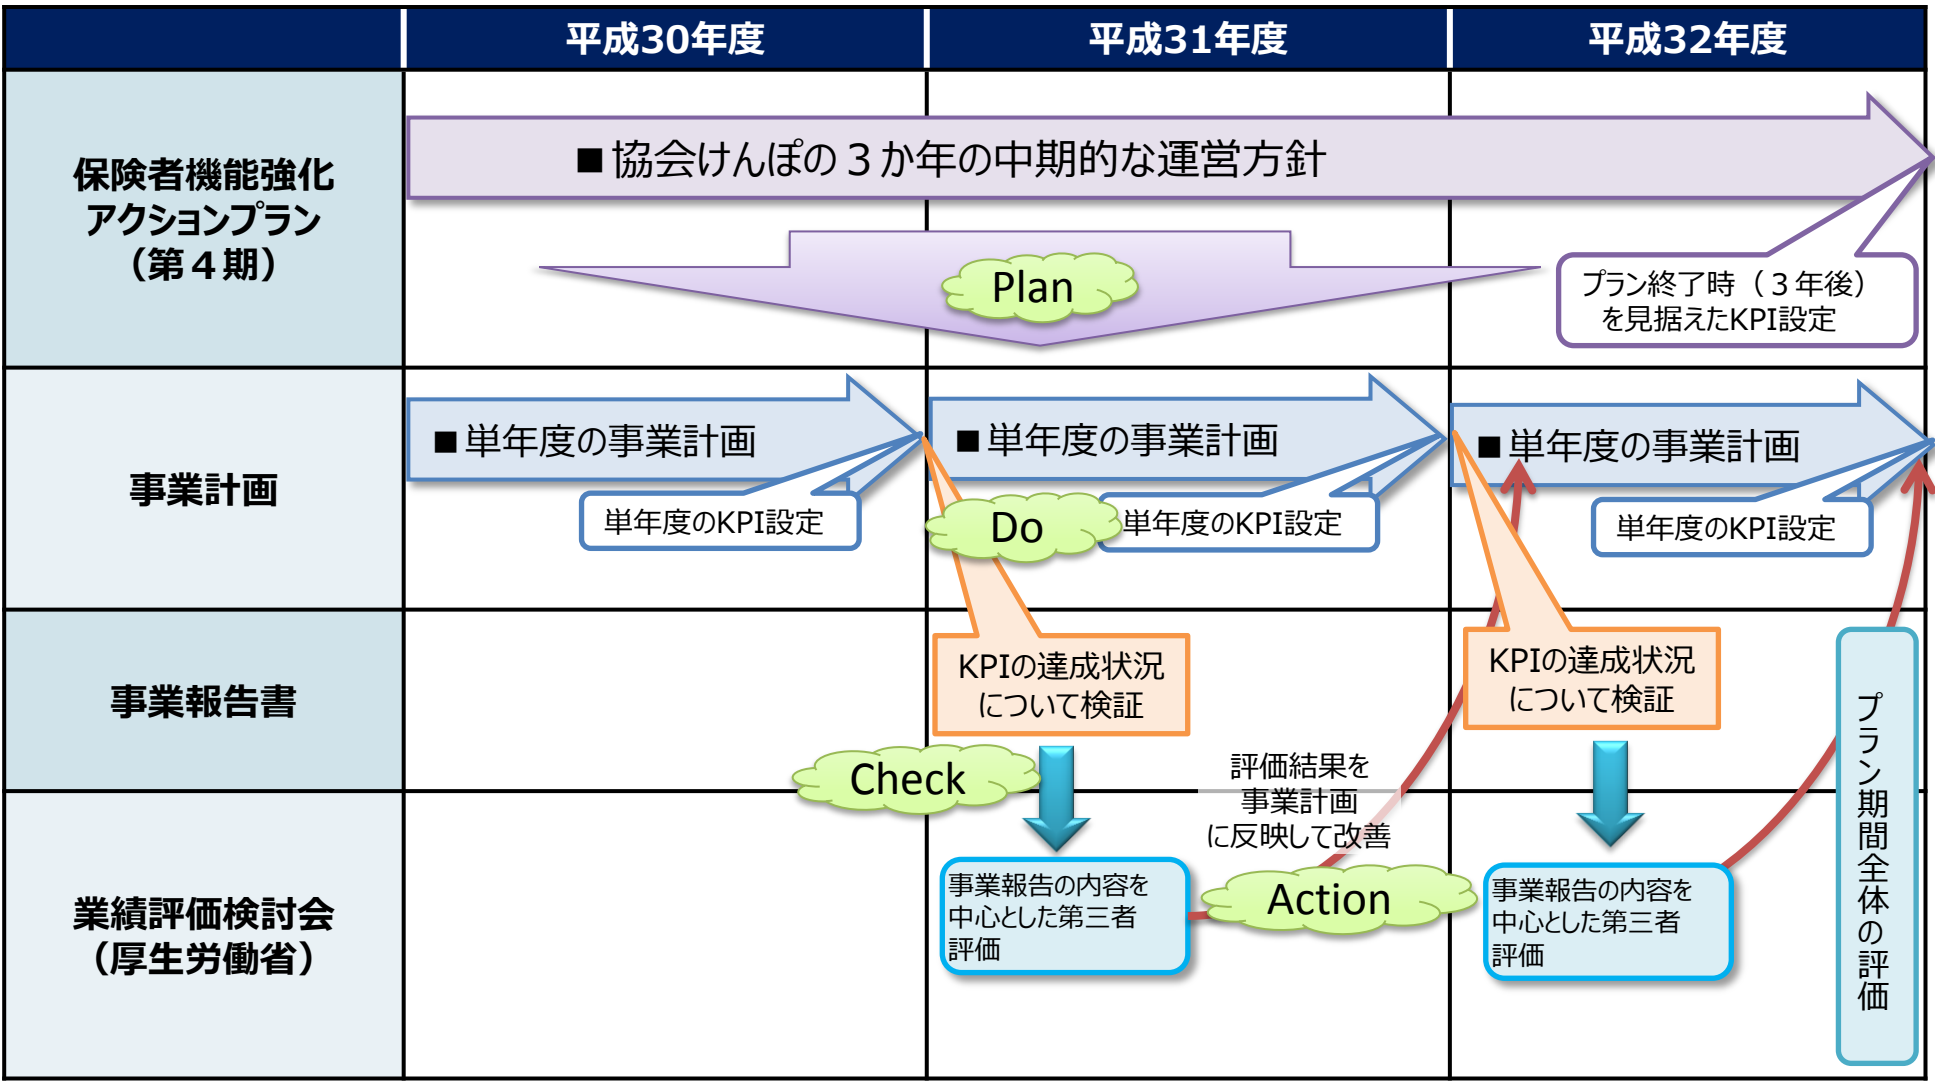 平成30年度
平成31年度
平成32年度
保険者機能強化
アクションプラン
（第４期）
■協会けんぽの３か年の中期的な運営方針
Plan
プラン終了時（３年後）
を見据えたKPI設定
事業計画
■単年度の事業計画
単年度のKPI設定
■単年度の事業計画
Do
単年度のKPI設定
■単年度の事業計画
単年度のKPI設定
事業報告書
KPIの達成状況
について検証
KPIの達成状況
について検証
Check
評価結果を
事業計画
に反映して改善
業績評価検討会
（厚生労働省）
事業報告の内容を
中心とした第三者
評価
Action
事業報告の内容を
中心とした第三者
評価
プラン期間全体の評価